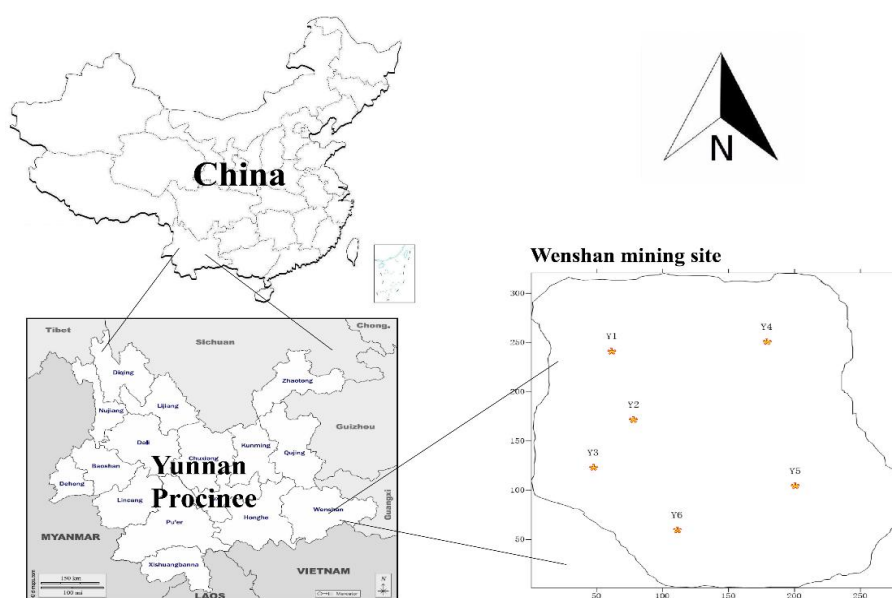 China
N
Wenshan mining site
300
250
200
150
100
50
50
100
150
200
250
Y1
Y4
Y2
Y3
Y5
Y6
Tibet
Sichuan
Chong.
Diqing
Zhaotong
Nujiang
Lijiang
Guizhou
Dali
Chuxiong
Kunming
Qujing
Baoshan
Yunnan
Procinee
Dehong
Lincang
Wenshan
Guangxi
Pu'er
Honghe
MYANMAR
Xishuangbanna
VIETNAM
LAOS
150 km
100 mi
N